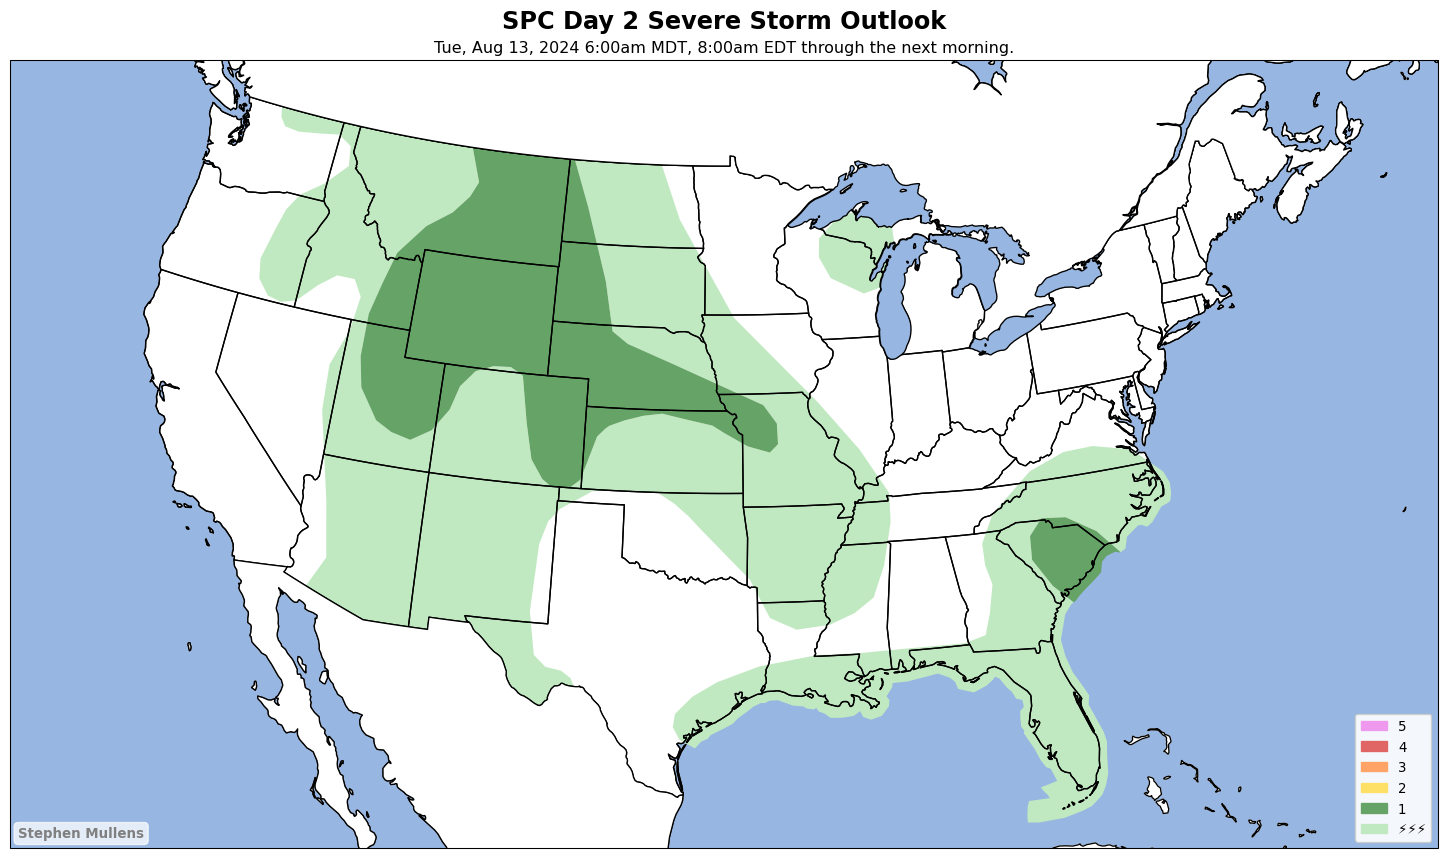 SPC Day 2 Severe Storm Outlook
Tue, Aug 13, 2024 6:00am MDT, 8:00am EDT through the next morning.
5
4
3
2
1
⚡⚡⚡
Stephen Mullens